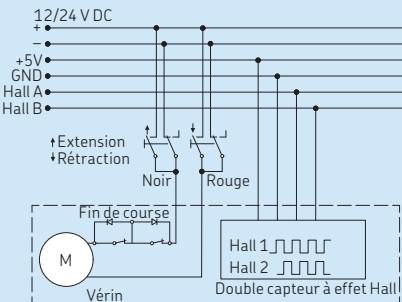 12/24 V DC
+
–
+5V
GND
Hall A
Hall B
Extension
Rétraction
Noir
Rouge
Fin de course
M
Vérin
Hall 1
Hall 2
Double capteur à effet Hall